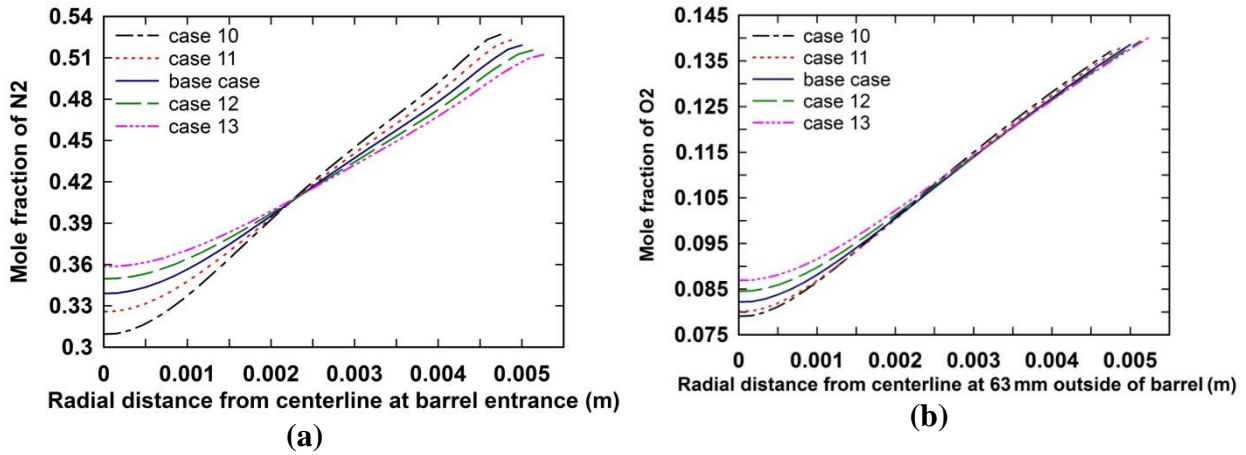 0.54
0.51
0.48
0.45
0.42
0.39
0.36
0.33
0.3
Mole fraction of N2
case 10
case 11
base case
case 12
case 13
0 0.001 0.002 0.003 0.004 0.005
Radial distance from centerline at barrel entrance (m)
(a)
0.145
0.135
0.125
0.115
0.105
0.095
0.085
0.075
Mole fraction of O2
case 10
case 11
base case
case 12
case 13
0 0.001 0.002 0.003 0.004 0.005
Radial distance from centerline at 63 mm outside of barrel (m)
(b)